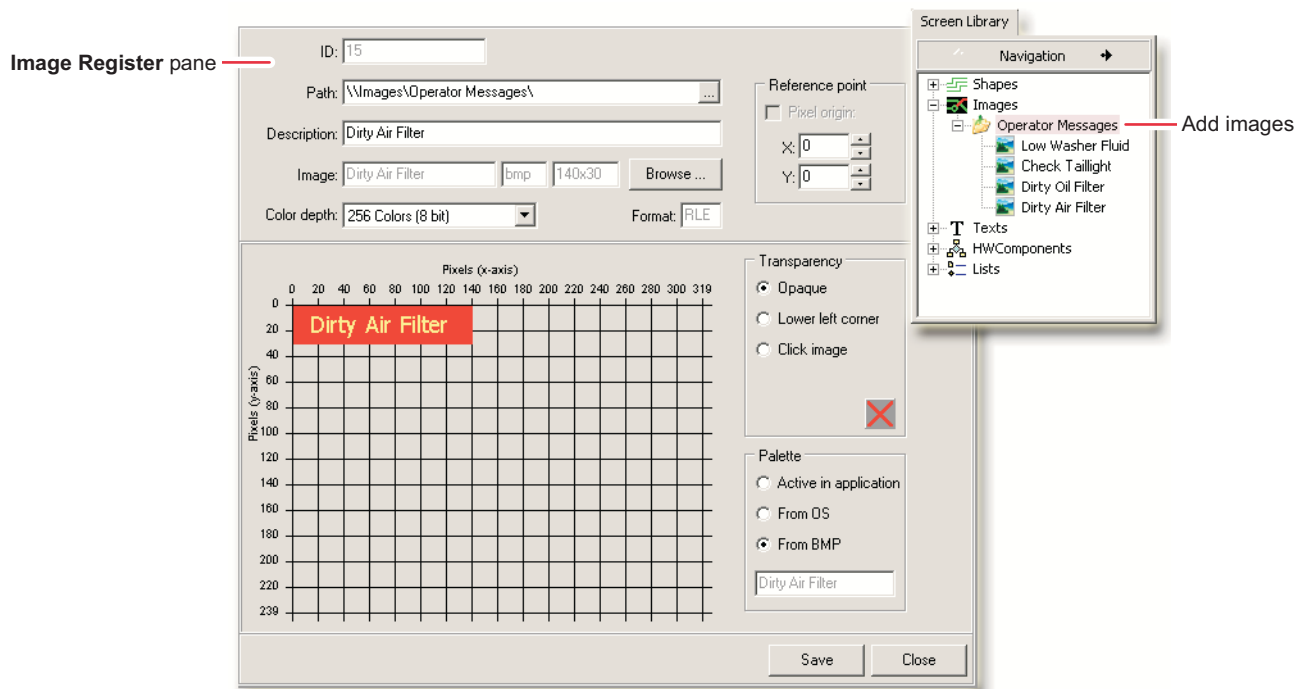 Screen Library
Navigation
Shapes
Images
Operator Messages
Low Washer Fluid
Check Taillight
Dirty Oil Filter
Dirty Air Filter
Texts
HWComponents
Lists
Add images
Image Register pane
ID: 15
Path: \\Images\Operator Messages\ ...
Description: Dirty Air Filter
Image: Dirty Air Filter bmp 140x30 Browse ...
Color depth: 256 Colors (8 bit) Format: RLE
Reference point
Pixel origin:
X: 0
Y: 0
Pixels (x-axis)
0 20 40 60 80 100 120 140 160 180 200 220 240 260 280 300 319
Pixels (y-axis)
0
20
40
60
80
100
120
140
160
180
200
220
239
Dirty Air Filter
Transparency
Opaque
Lower left corner
Click image
Palette
Active in application
From OS
From BMP
Dirty Air Filter
Save Close